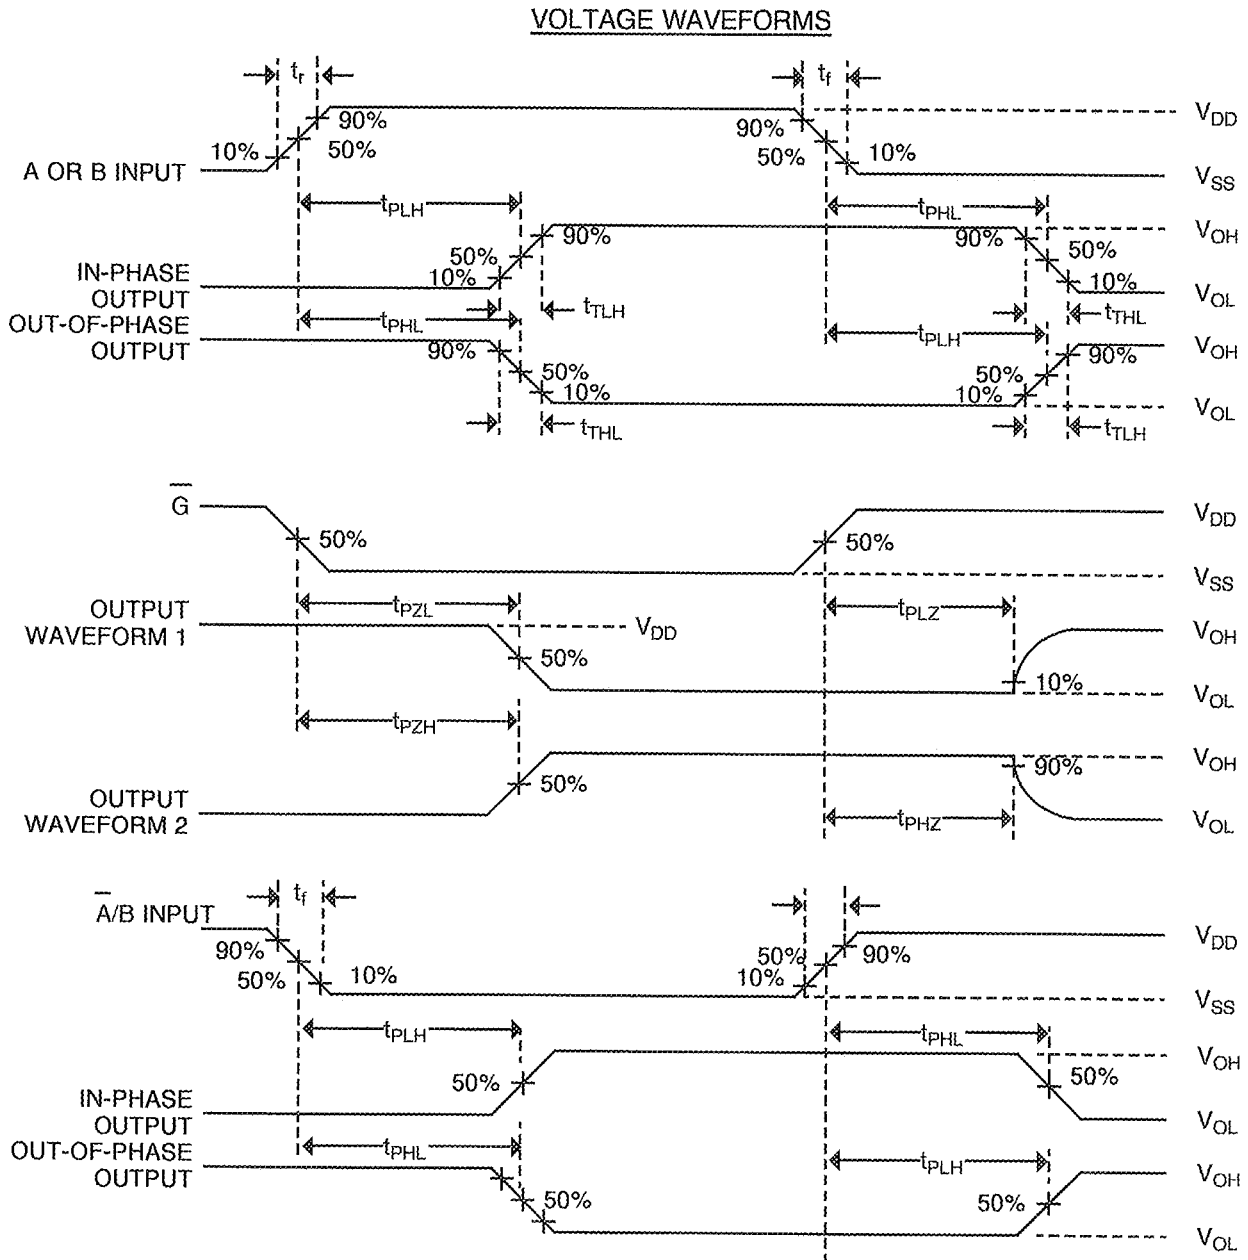 VOLTAGE WAVEFORMS
tr tf
90% 90% VDD
10% 50% 50% 10%
A OR B INPUT VSS
tPLH tPHL
90% 90% VOH
50% 50%
IN-PHASE 10% 10%
OUTPUT tTLH tTHL VOL
OUT-OF-PHASE tPHL tPLH
OUTPUT 90% 90% VOH
50% 50%
10% 10%
VOL
tTHL tTLH
G̅ VDD
50% 50%
VSS
OUTPUT tPZL tPLZ
WAVEFORM 1 VDD VOH
50% 10%
VOL
tPZH
VOH
50% 90%
OUTPUT
WAVEFORM 2 tPHZ VOL
tf
A̅/B INPUT VDD
90% 50% 90%
50% 10% 10%
VSS
tPLH tPHL
VOH
50% 50%
IN-PHASE
OUTPUT VOL
OUT-OF-PHASE tPHL tPLH
OUTPUT VOH
50% 50%
VOL